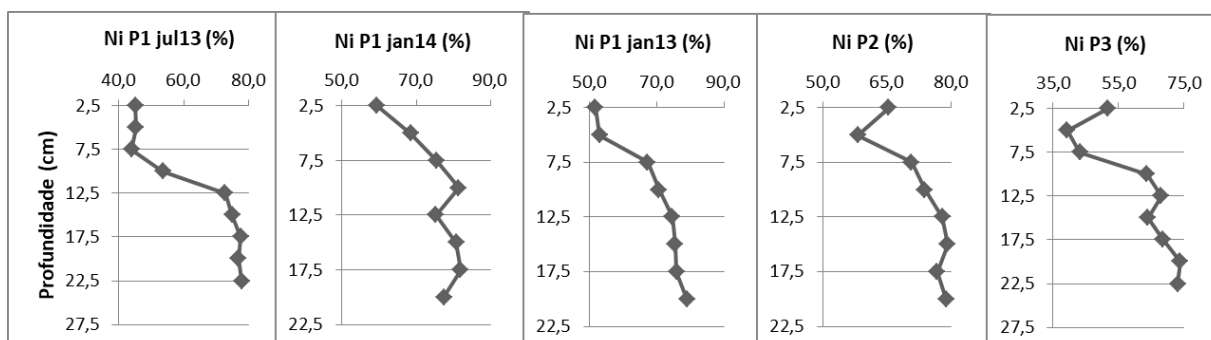 Ni P1 jul13 (%)
40,0 60,0 80,0
2,5
7,5
12,5
17,5
22,5
27,5
Profundidade (cm)
Ni P1 jan14 (%)
50,0 70,0 90,0
2,5
7,5
12,5
17,5
22,5
Ni P1 jan13 (%)
50,0 70,0 90,0
2,5
7,5
12,5
17,5
22,5
Ni P2 (%)
50,0 65,0 80,0
2,5
7,5
12,5
17,5
22,5
Ni P3 (%)
35,0 55,0 75,0
2,5
7,5
12,5
17,5
22,5
27,5